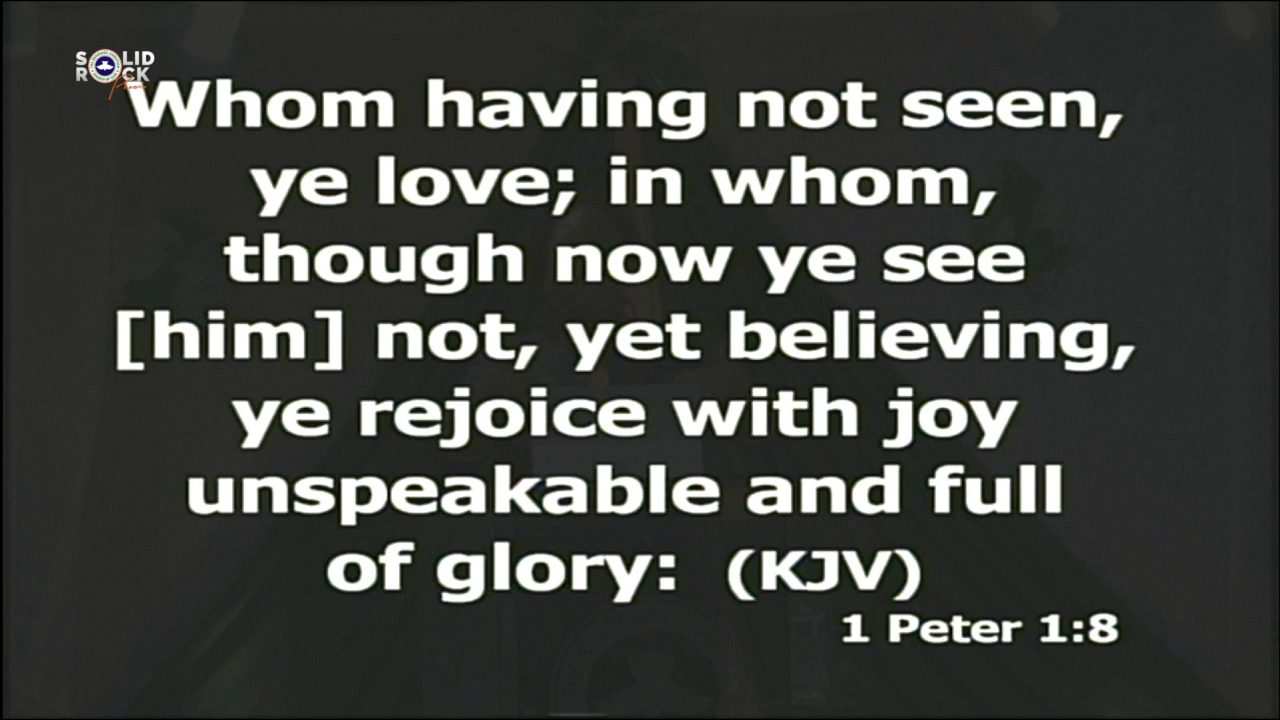 SOLID
ROCK
Whom having not seen,
ye love; in whom,
though now ye see
[him] not, yet believing,
ye rejoice with joy
unspeakable and full
of glory: (KJV)
1 Peter 1:8